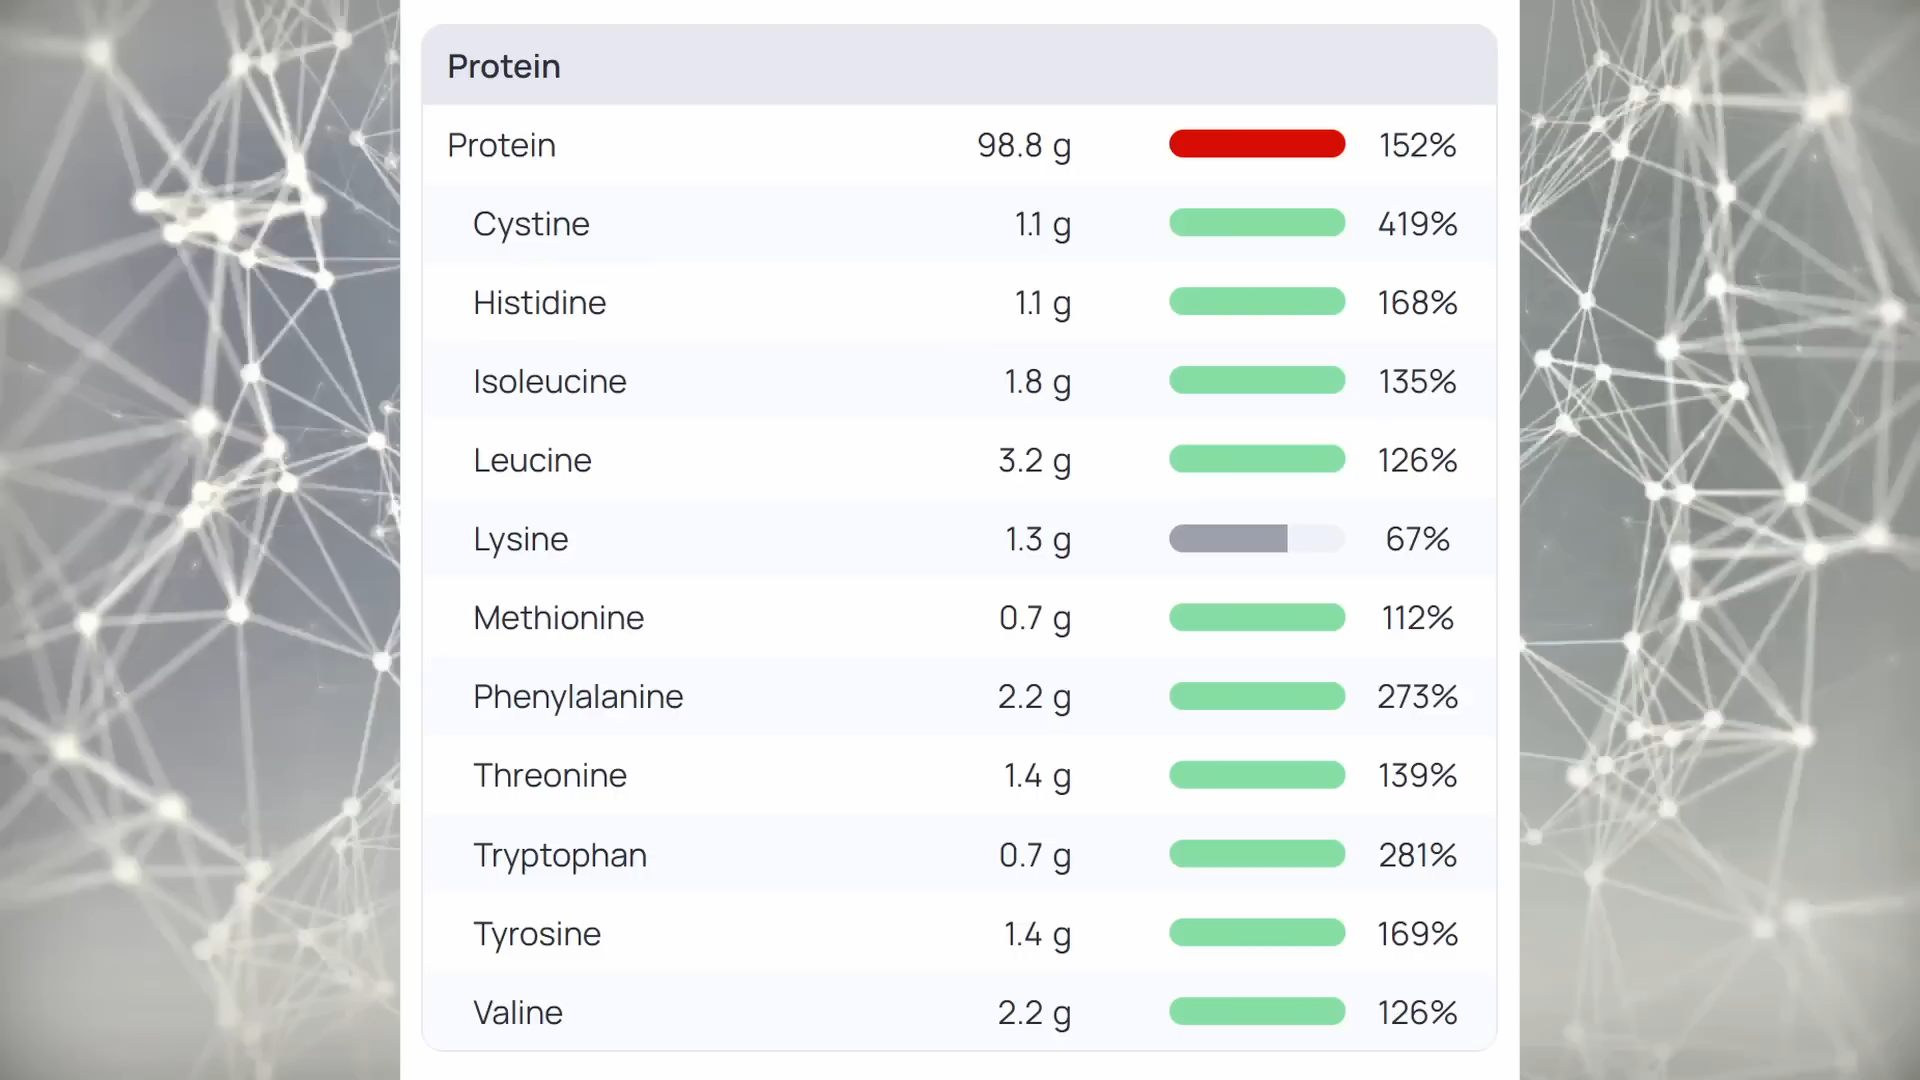 Protein
Protein 98.8 g 152%
Cystine 1.1 g 419%
Histidine 1.1 g 168%
Isoleucine 1.8 g 135%
Leucine 3.2 g 126%
Lysine 1.3 g 67%
Methionine 0.7 g 112%
Phenylalanine 2.2 g 273%
Threonine 1.4 g 139%
Tryptophan 0.7 g 281%
Tyrosine 1.4 g 169%
Valine 2.2 g 126%